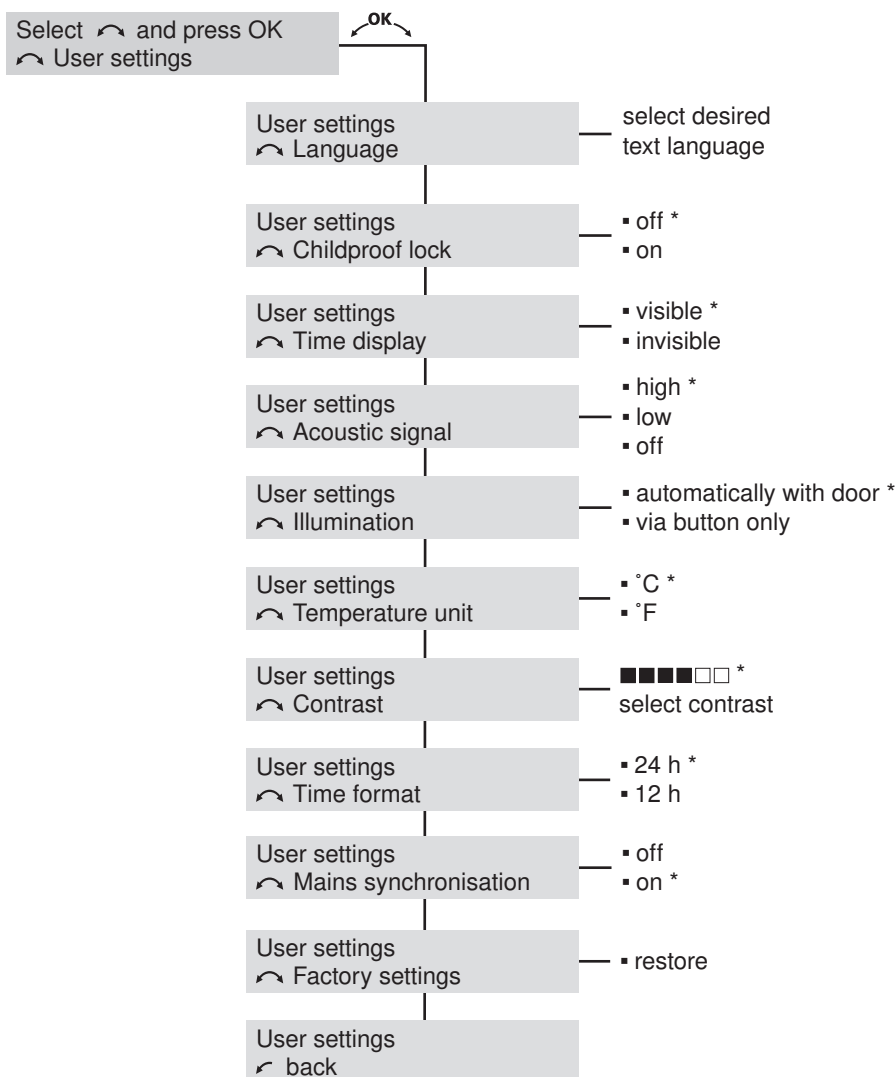 Select and press OK
User settings
OK
User settings
Language
select desired
text language
User settings
Childproof lock
▪ off *
▪ on
User settings
Time display
▪ visible *
▪ invisible
User settings
Acoustic signal
▪ high *
▪ low
▪ off
User settings
Illumination
▪ automatically with door *
▪ via button only
User settings
Temperature unit
▪ ˚C *
▪ ˚F
User settings
Contrast
■■■■□□ *
select contrast
User settings
Time format
▪ 24 h *
▪ 12 h
User settings
Mains synchronisation
▪ off
▪ on *
User settings
Factory settings
▪ restore
User settings
back